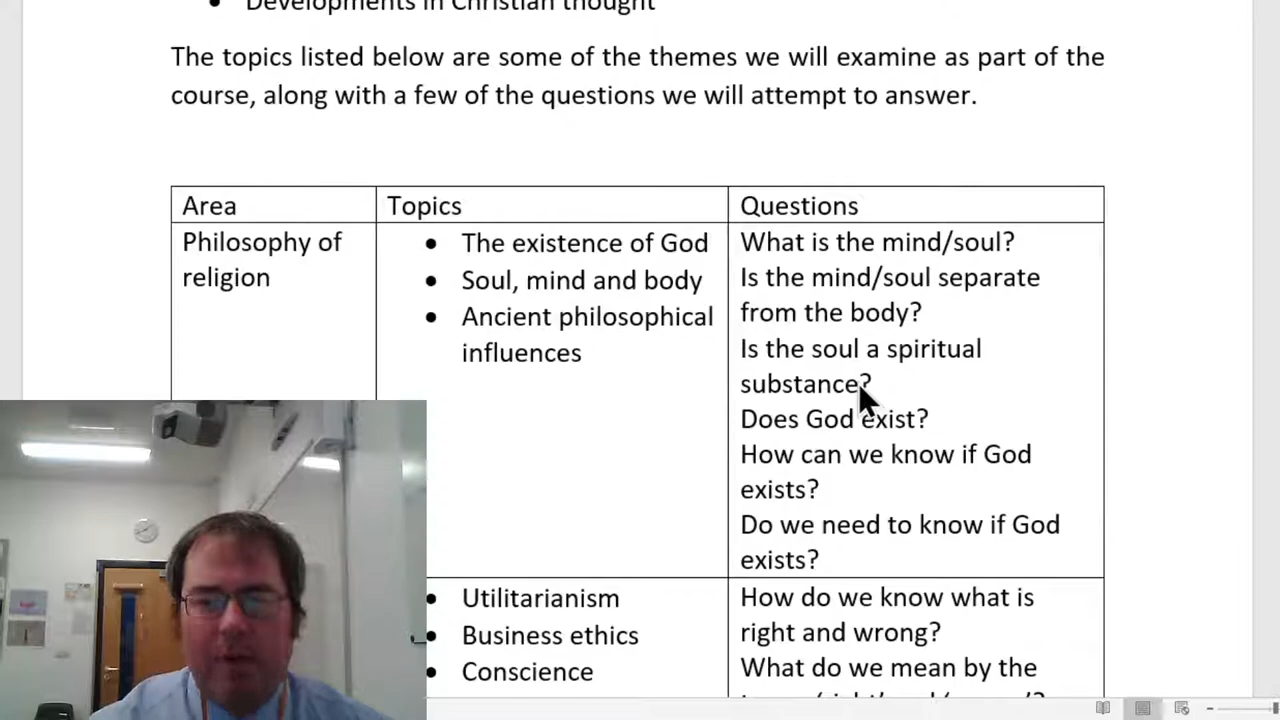 Developments in Christian thought
The topics listed below are some of the themes we will examine as part of the
course, along with a few of the questions we will attempt to answer.
Area
Topics
Questions
Philosophy of
religion
• The existence of God
• Soul, mind and body
• Ancient philosophical
influences
What is the mind/soul?
Is the mind/soul separate
from the body?
Is the soul a spiritual
substance?
Does God exist?
How can we know if God
exists?
Do we need to know if God
exists?
• Utilitarianism
• Business ethics
• Conscience
How do we know what is
right and wrong?
What do we mean by the